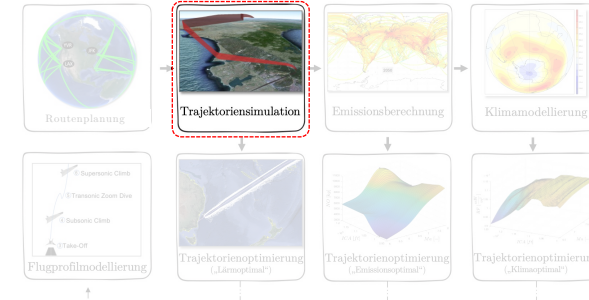 Routenplanung
Trajektoriensimulation
Emissionsberechnung
Klimamodellierung
Supersonic Climb
Transonic Zoom Dive
Subsonic Climb
Take-Off
Flugprofilmodellierung
Trajektorienoptimierung
(„Lärmoptimal“)
Trajektorienoptimierung
(„Emissionsoptimal“)
Trajektorienoptimierung
(„Klimaoptimal“)